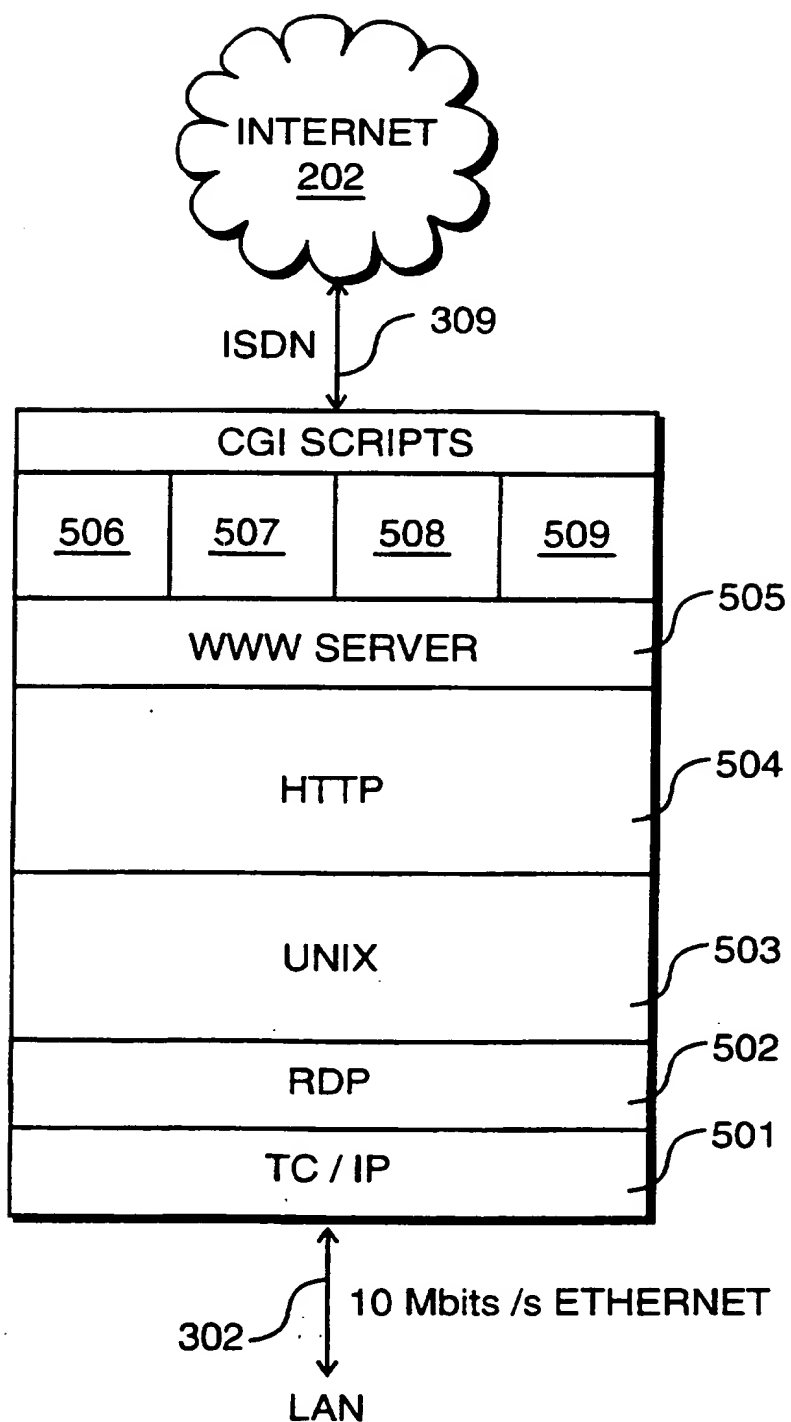 INTERNET
202
ISDN
309
CGI SCRIPTS
506 507 508 509
505
WWW SERVER
504
HTTP
503
UNIX
502
RDP
501
TC / IP
302
10 Mbits /s ETHERNET
LAN